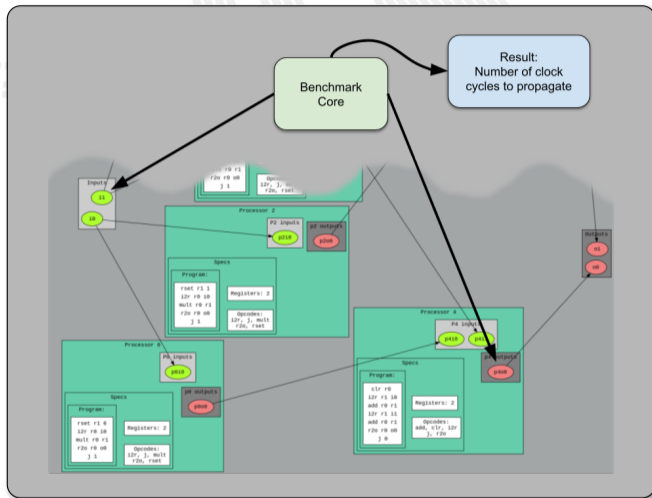 Benchmark
Core
Result:
Number of clock
cycles to propagate
Inputs
i1
i0
j 1
Processor 2
P2 inputs
p2i0
p2 outputs
p2o0
Specs
Program:
rset r1 1
i2r r0 i0
mult r0 r1
r2o r0 o0
j 1
Registers: 2
Opcodes:
i2r, j, mult
r2o, rset
Outputs
o1
o0
Processor 4
P4 inputs
p4i0
p4o0
Specs
Program:
clr r0
i2r r1 i0
add r0 r1
i2r r1 i1
add r0 r1
r2o r0 o0
j 0
Registers: 2
Opcodes:
add, clr, i2r
j, r2o
inputs
p0i0
p0 outputs
p0o0
Specs
Program:
rset r1 6
i2r r0 i0
mult r0 r1
r2o r0 o0
j 1
Registers: 2
Opcodes:
i2r, j, mult
r2o, rset